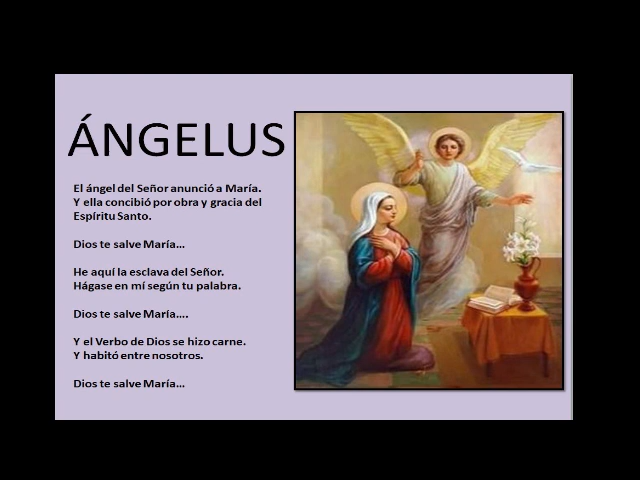 ÁNGELUS
El ángel del Señor anunció a María.
Y ella concibió por obra y gracia del
Espíritu Santo.
Dios te salve María...
He aquí la esclava del Señor.
Hágase en mí según tu palabra.
Dios te salve María....
Y el Verbo de Dios se hizo carne.
Y habitó entre nosotros.
Dios te salve María...